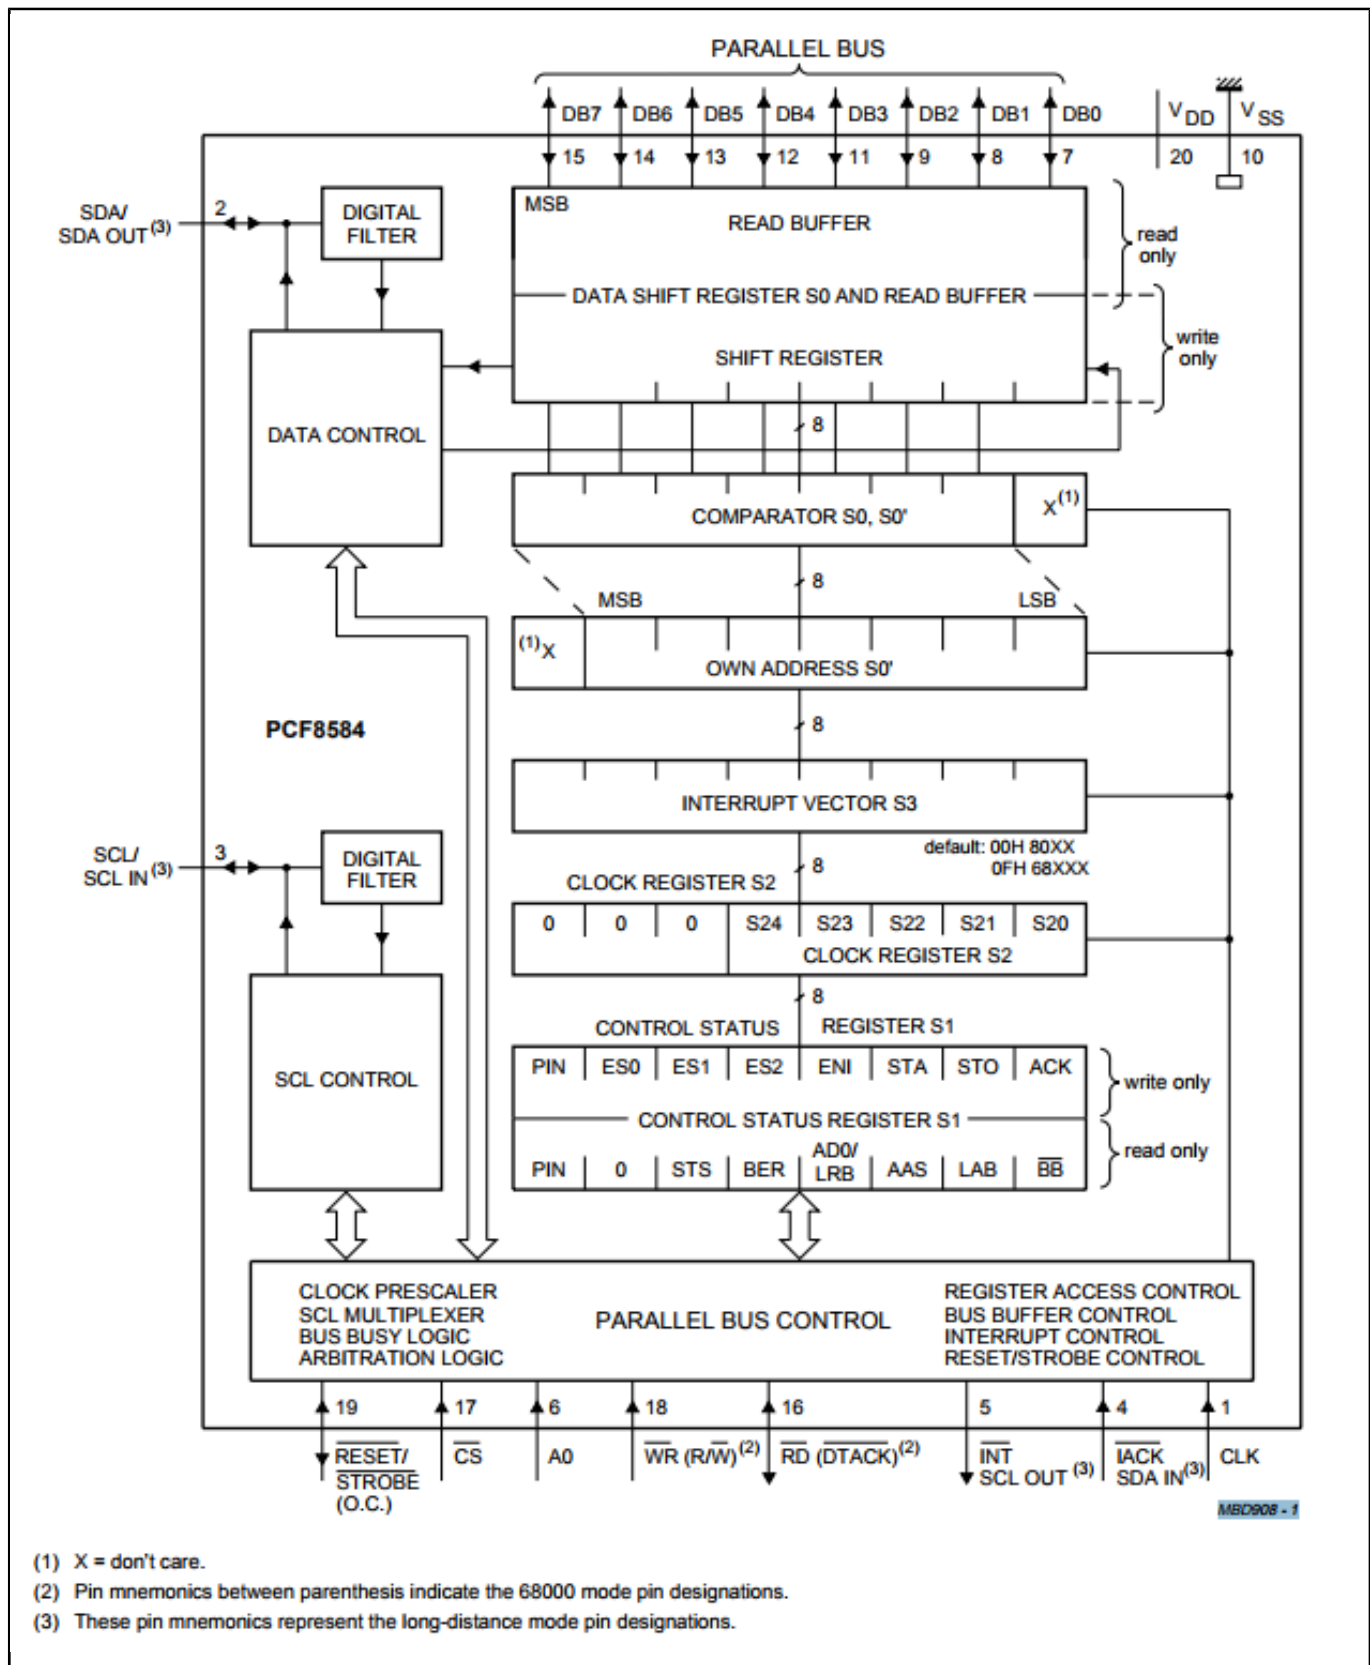 PARALLEL BUS
DB7 DB6 DB5 DB4 DB3 DB2 DB1 DB0 VDD VSS
15 14 13 12 11 9 8 7 20 10
SDA/
SDA OUT (3)
2
DIGITAL
FILTER
MSB
READ BUFFER
read
only
DATA SHIFT REGISTER S0 AND READ BUFFER
SHIFT REGISTER
write
only
DATA CONTROL
8
COMPARATOR S0, S0'
X(1)
8
MSB LSB
(1)X
OWN ADDRESS S0'
PCF8584
8
INTERRUPT VECTOR S3
default: 00H 80XX
0FH 68XXX
SCL/
SCL IN (3)
3
DIGITAL
FILTER
8
CLOCK REGISTER S2
0 0 0 S24 S23 S22 S21 S20
CLOCK REGISTER S2
8
CONTROL STATUS REGISTER S1
SCL CONTROL
PIN ES0 ES1 ES2 ENI STA STO ACK
write only
CONTROL STATUS REGISTER S1
PIN 0 STS BER AD0/
LRB AAS LAB B̅B̅
read only
CLOCK PRESCALER
SCL MULTIPLEXER
BUS BUSY LOGIC
ARBITRATION LOGIC
PARALLEL BUS CONTROL
REGISTER ACCESS CONTROL
BUS BUFFER CONTROL
INTERRUPT CONTROL
RESET/STROBE CONTROL
19 17 6 18 16 5 4 1
R̅E̅S̅E̅T̅/
S̅T̅R̅O̅B̅E̅
(O.C.)
C̅S̅
A0
W̅R̅ (R/W̅)(2)
R̅D̅ (D̅T̅A̅C̅K̅)(2)
I̅N̅T̅
SCL OUT (3)
I̅A̅C̅K̅
SDA IN(3)
CLK
MBD908 - 1
(1) X = don't care.
(2) Pin mnemonics between parenthesis indicate the 68000 mode pin designations.
(3) These pin mnemonics represent the long-distance mode pin designations.